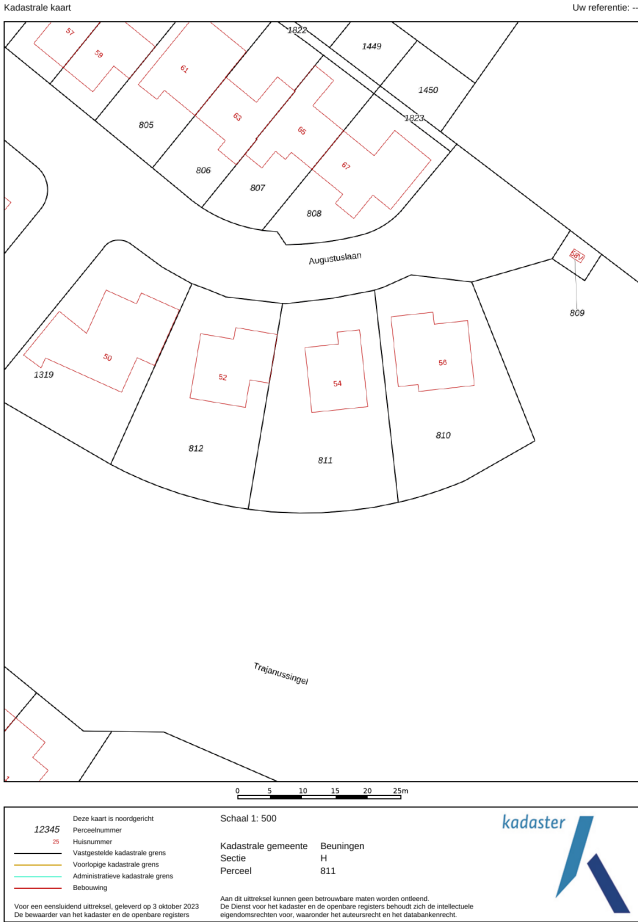 Kadastrale kaart
Uw referentie: --
57
59
61
63
65
67
1822
1449
1450
1823
805
806
807
808
Augustuslaan
809
50
52
54
56
1319
812
811
810
Trajanussingel
0 5 10 15 20 25m
Deze kaart is noordgericht
12345 Perceelnummer
25 Huisnummer
Vastgestelde kadastrale grens
Voorlopige kadastrale grens
Administratieve kadastrale grens
Bebouwing
Voor een eensluidend uittreksel, geleverd op 3 oktober 2023
De bewaarder van het kadaster en de openbare registers
Schaal 1: 500
Kadastrale gemeente Beuningen
Sectie H
Perceel 811
Aan dit uittreksel kunnen geen betrouwbare maten worden ontleend.
De Dienst voor het kadaster en de openbare registers behoudt zich de intellectuele
eigendomsrechten voor, waaronder het auteursrecht en het databankenrecht.
kadaster